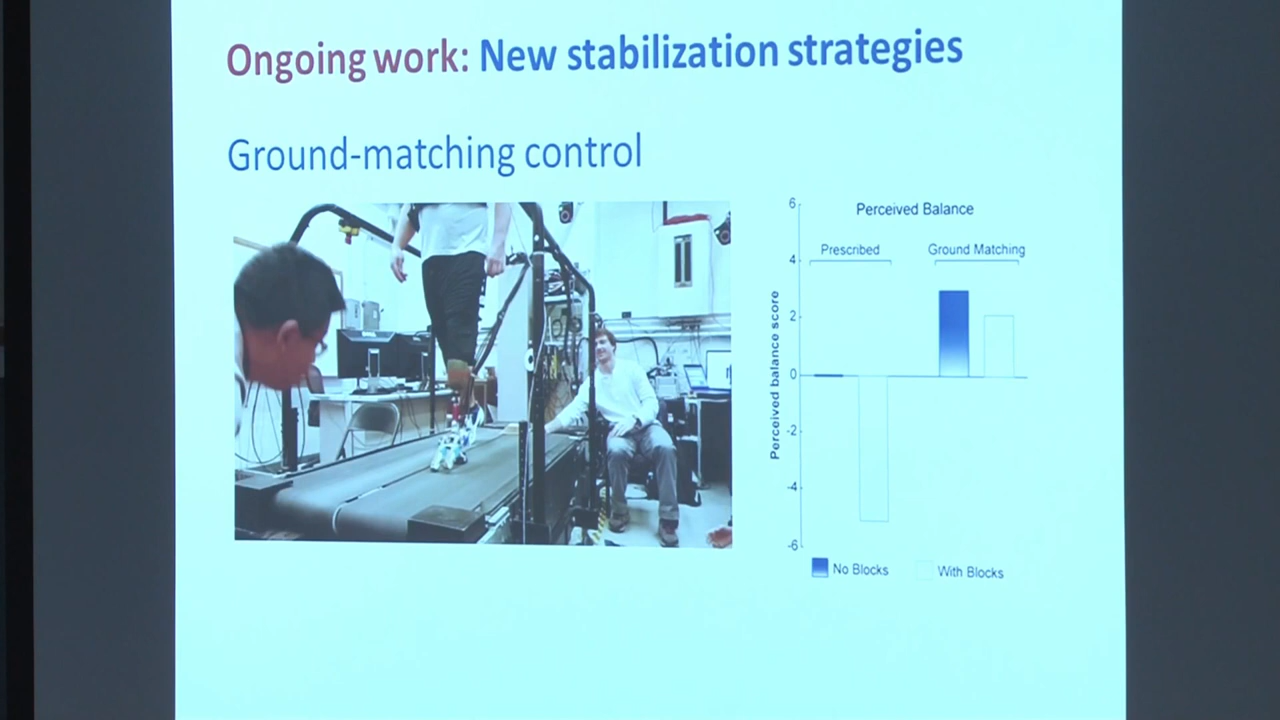 Ongoing work: New stabilization strategies
Ground-matching control
Perceived Balance
Prescribed
Ground Matching
Perceived balance score
6
4
2
0
-2
-4
-6
No Blocks
With Blocks